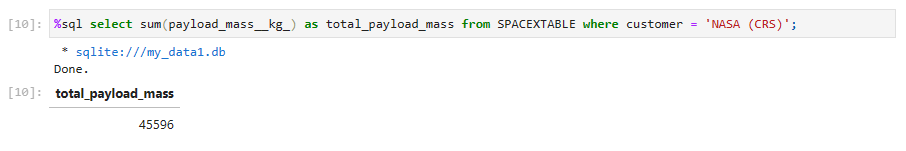 [10]: %sql select sum(payload_mass__kg_) as total_payload_mass from SPACEXTABLE where customer = 'NASA (CRS)';
* sqlite:///my_data1.db
Done.
[10]: total_payload_mass
45596